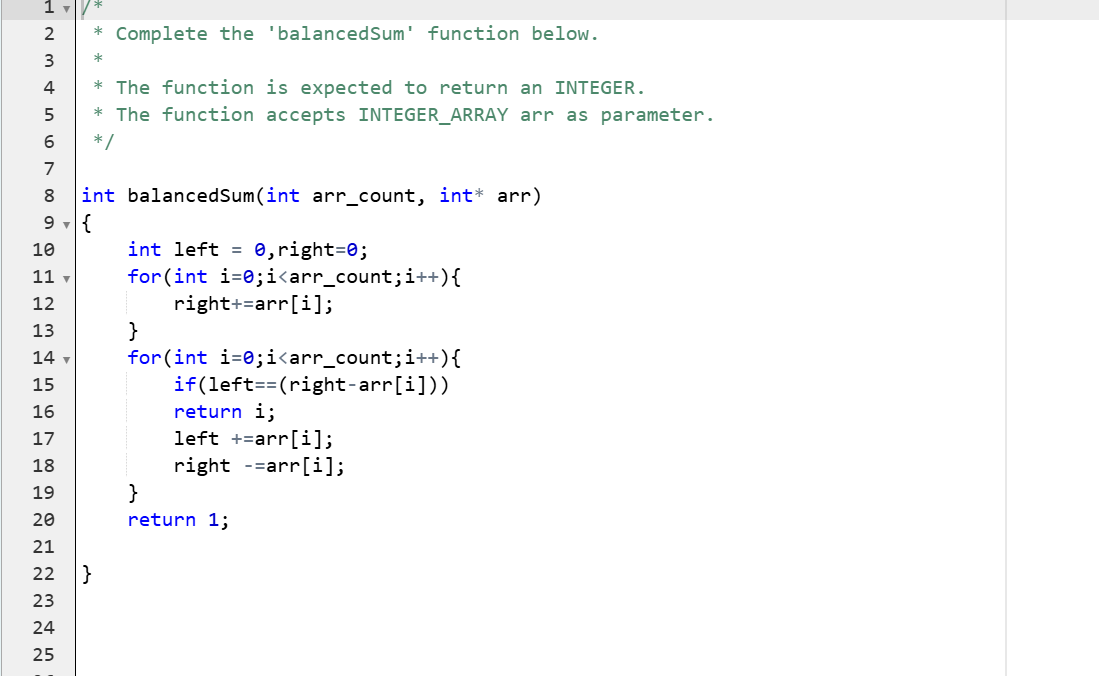 1 /*
2  * Complete the 'balancedSum' function below.
3  *
4  * The function is expected to return an INTEGER.
5  * The function accepts INTEGER_ARRAY arr as parameter.
6  */
7
8 int balancedSum(int arr_count, int* arr)
9 {
10     int left = 0,right=0;
11     for(int i=0;i<arr_count;i++){
12         right+=arr[i];
13     }
14     for(int i=0;i<arr_count;i++){
15         if(left==(right-arr[i]))
16         return i;
17         left +=arr[i];
18         right -=arr[i];
19     }
20     return 1;
21
22 }
23
24
25